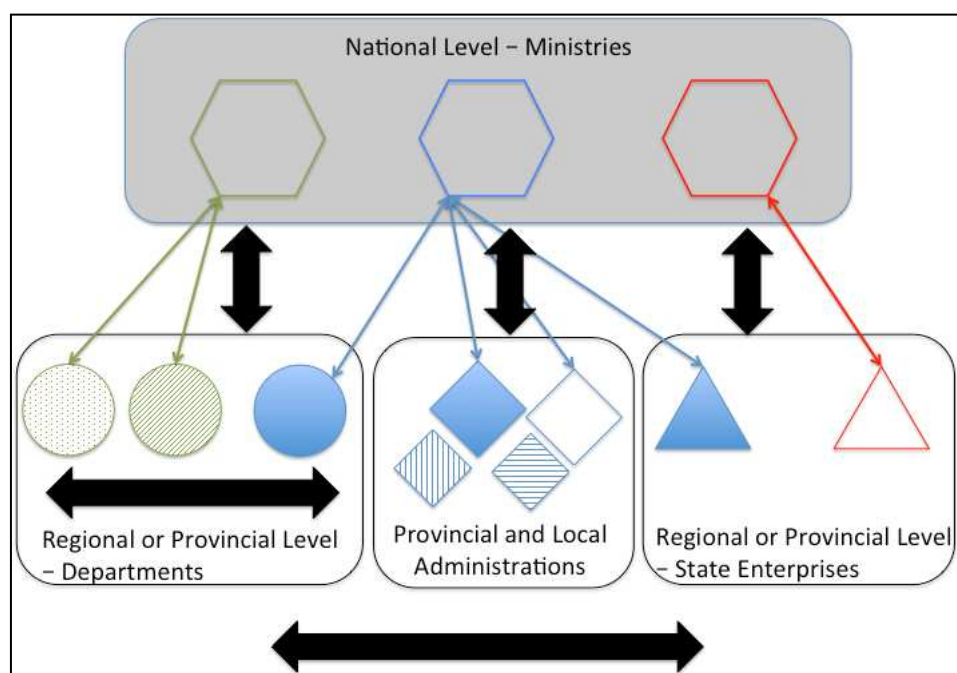 National Level – Ministries
Regional or Provincial Level
– Departments
Provincial and Local
Administrations
Regional or Provincial Level
– State Enterprises